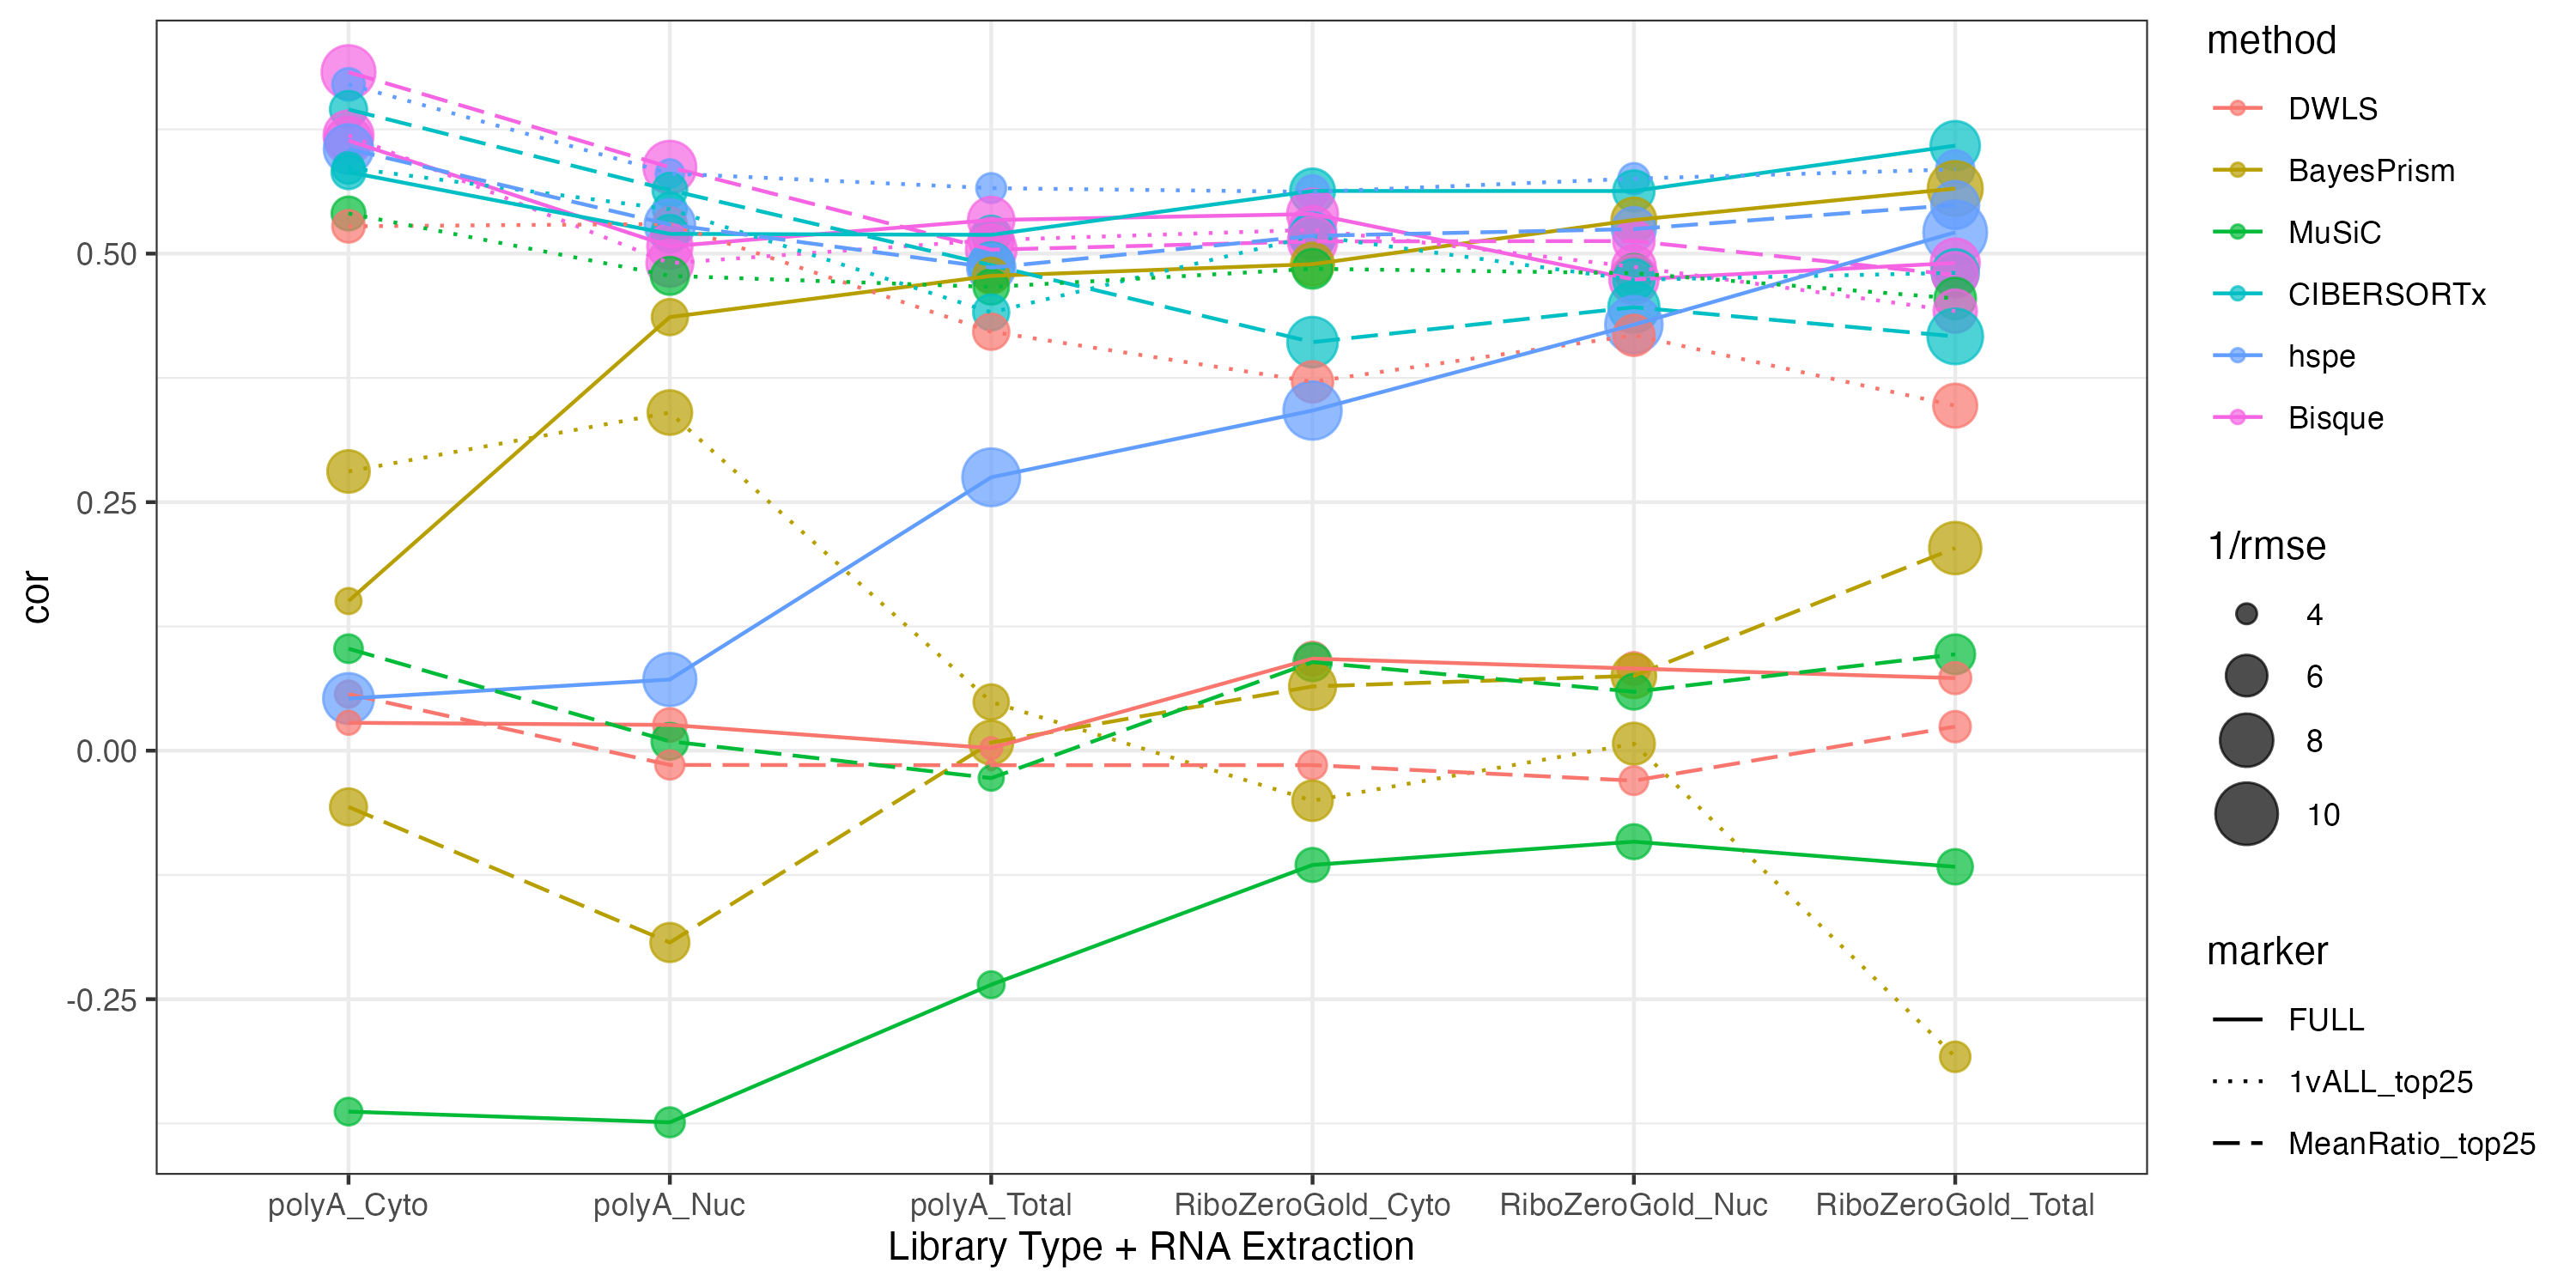 cor
0.50
0.25
0.00
-0.25
polyA_Cyto
polyA_Nuc
polyA_Total
RiboZeroGold_Cyto
RiboZeroGold_Nuc
RiboZeroGold_Total
Library Type + RNA Extraction
method
DWLS
BayesPrism
MuSiC
CIBERSORTx
hspe
Bisque
1/rmse
4
6
8
10
marker
FULL
1vALL_top25
MeanRatio_top25